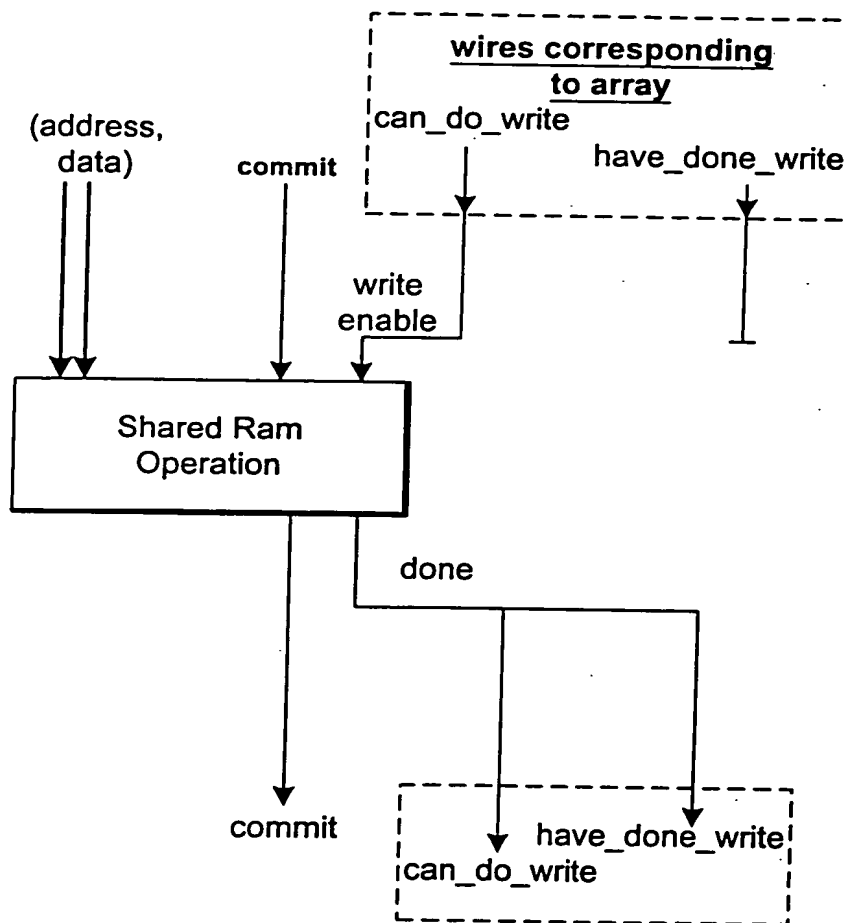 wires corresponding
to array
can_do_write
have_done_write
(address,
data)
commit
write
enable
Shared Ram
Operation
done
commit
have_done_write
can_do_write